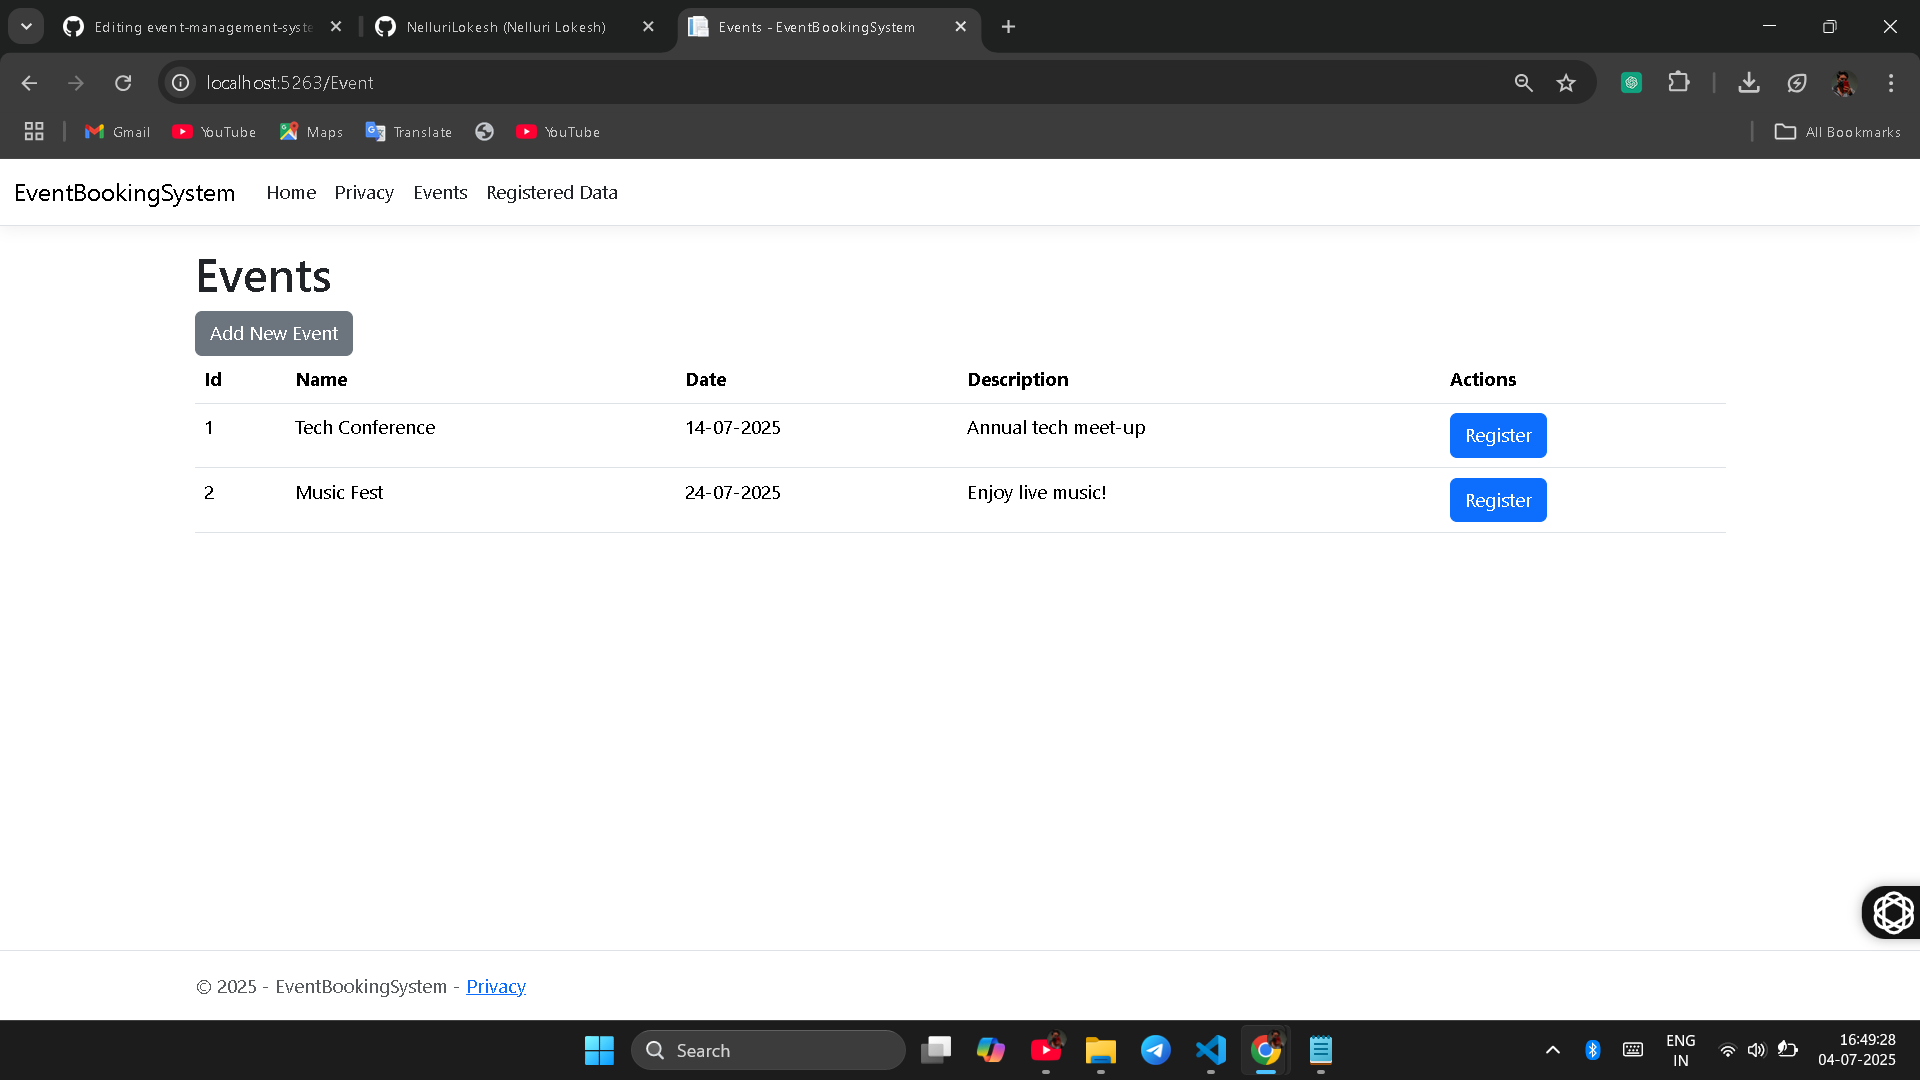 Editing event-management-syste
NelluriLokesh (Nelluri Lokesh)
Events - EventBookingSystem
localhost:5263/Event
Gmail
YouTube
Maps
Translate
YouTube
All Bookmarks
EventBookingSystem
Home
Privacy
Events
Registered Data
Events
Add New Event
Id Name Date Description Actions
1 Tech Conference 14-07-2025 Annual tech meet-up Register
2 Music Fest 24-07-2025 Enjoy live music! Register
© 2025 - EventBookingSystem - Privacy
Search
ENG
IN
16:49:28
04-07-2025